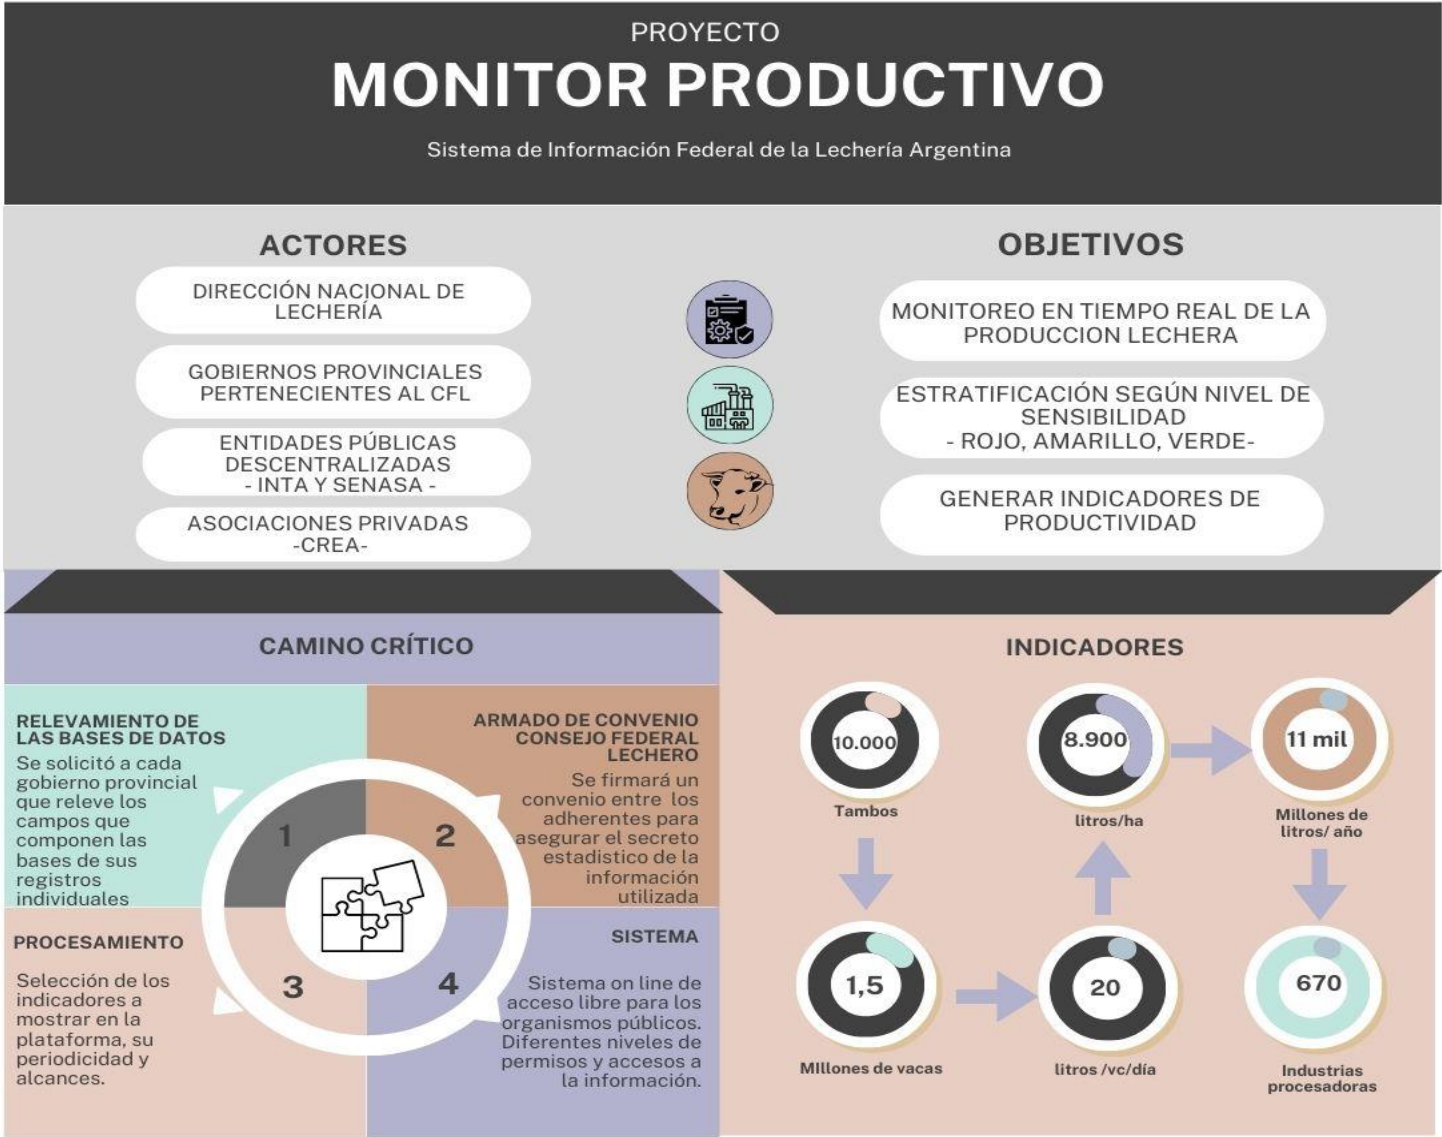 PROYECTO
MONITOR PRODUCTIVO
Sistema de Información Federal de la Lechería Argentina
ACTORES
DIRECCIÓN NACIONAL DE
LECHERÍA
GOBIERNOS PROVINCIALES
PERTENECIENTES AL CFL
ENTIDADES PÚBLICAS
DESCENTRALIZADAS
- INTA Y SENASA -
ASOCIACIONES PRIVADAS
-CREA-
OBJETIVOS
MONITOREO EN TIEMPO REAL DE LA
PRODUCCION LECHERA
ESTRATIFICACIÓN SEGÚN NIVEL DE
SENSIBILIDAD
- ROJO, AMARILLO, VERDE-
GENERAR INDICADORES DE
PRODUCTIVIDAD
CAMINO CRÍTICO
RELEVAMIENTO DE
LAS BASES DE DATOS
Se solicitó a cada
gobierno provincial
que releve los
campos que
componen las
bases de sus
registros
individuales
1
ARMADO DE CONVENIO
CONSEJO FEDERAL
LECHERO
Se firmará un
convenio entre los
adherentes para
asegurar el secreto
estadistico de la
información
utilizada
2
PROCESAMIENTO
Selección de los
indicadores a
mostrar en la
plataforma, su
periodicidad y
alcances.
3
SISTEMA
Sistema on line de
acceso libre para los
organismos públicos.
Diferentes niveles de
permisos y accesos a
la información.
4
INDICADORES
10.000
Tambos
8.900
litros/ha
11 mil
Millones de
litros/ año
1,5
MIllones de vacas
20
litros /vc/día
670
Industrias
procesadoras